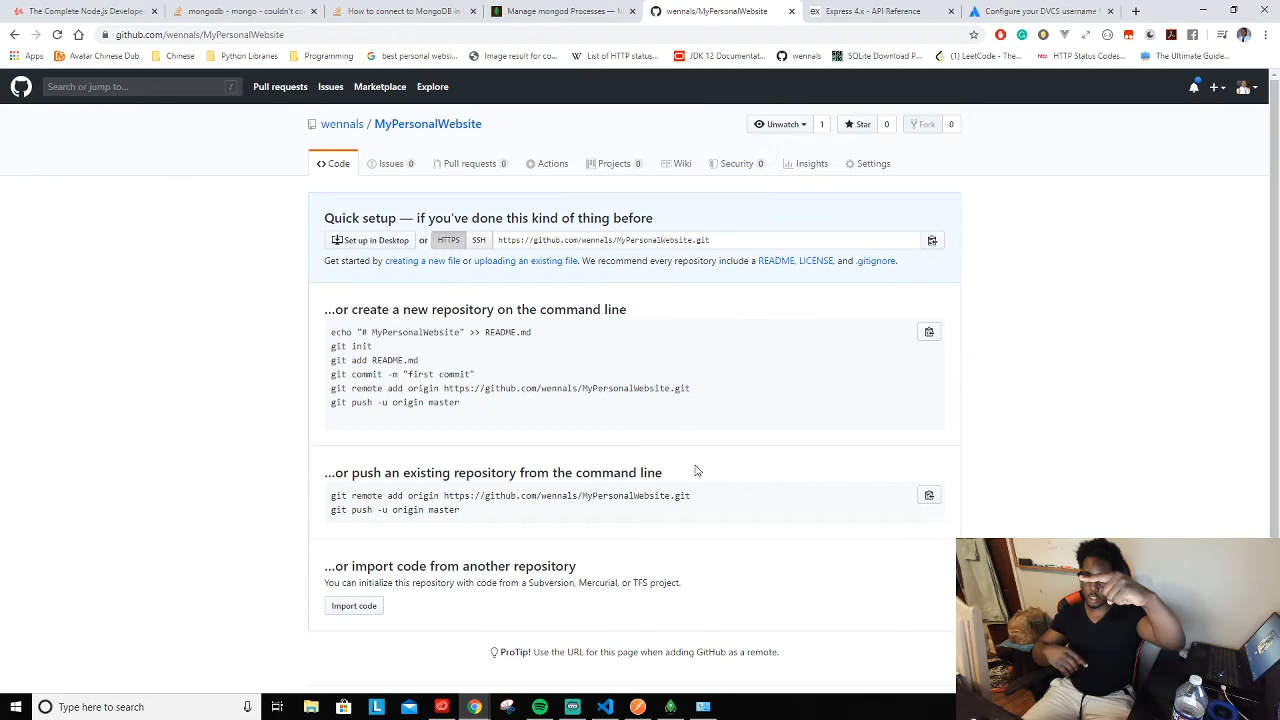 The Complete Node.js Develope
mongodb - mongo - couldn't co
How to connect to MongoDB in
Manage mongod Processes — M
wennals/MyPersonalWebsite
Express 4.x - API Reference
Configure your DVCS username
github.com/wennals/MyPersonalWebsite
Apps
Avatar Chinese Dub
Chinese
Python Libraries
Programming
best personal websi...
Image result for co...
List of HTTP status...
JDK 12 Documentati...
wennals
SQLite Download P...
(1) LeetCode - The...
HTTP Status Codes...
The Ultimate Guide...
Search or jump to...
/
Pull requests
Issues
Marketplace
Explore
wennals / MyPersonalWebsite
Unwatch 1
Star 0
Fork 0
Code
Issues 0
Pull requests 0
Actions
Projects 0
Wiki
Security 0
Insights
Settings
Quick setup — if you've done this kind of thing before
Set up in Desktop or HTTPS SSH https://github.com/wennals/MyPersonalWebsite.git
Get started by creating a new file or uploading an existing file. We recommend every repository include a README, LICENSE, and .gitignore.
...or create a new repository on the command line
echo "# MyPersonalWebsite" >> README.md
git init
git add README.md
git commit -m "first commit"
git remote add origin https://github.com/wennals/MyPersonalWebsite.git
git push -u origin master
...or push an existing repository from the command line
git remote add origin https://github.com/wennals/MyPersonalWebsite.git
git push -u origin master
...or import code from another repository
You can initialize this repository with code from a Subversion, Mercurial, or TFS project.
Import code
ProTip! Use the URL for this page when adding GitHub as a remote.
Type here to search